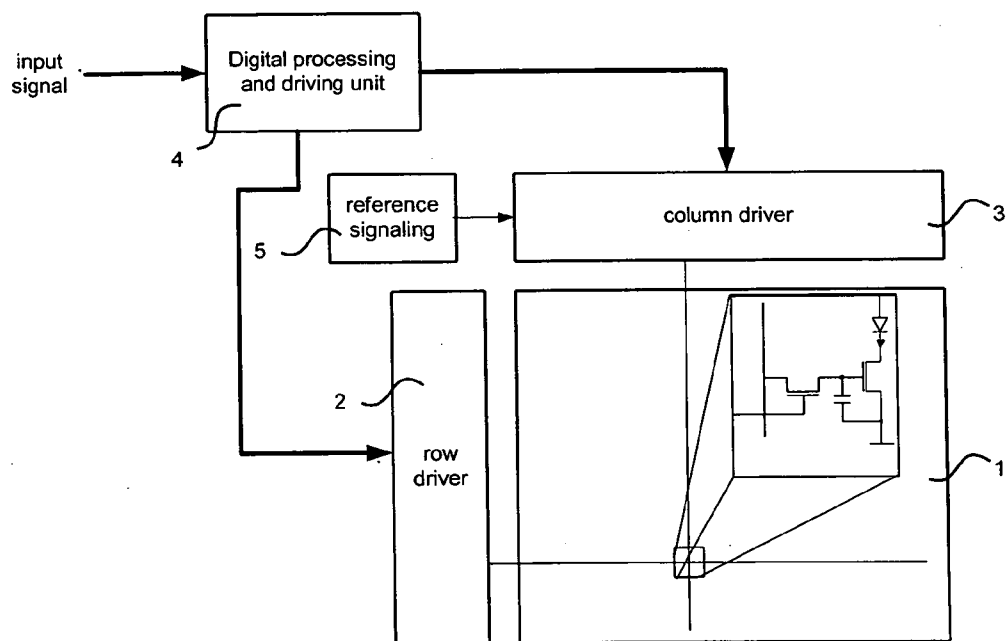 input
signal
Digital processing
and driving unit
4
reference
signaling
5
column driver
3
2
row
driver
1